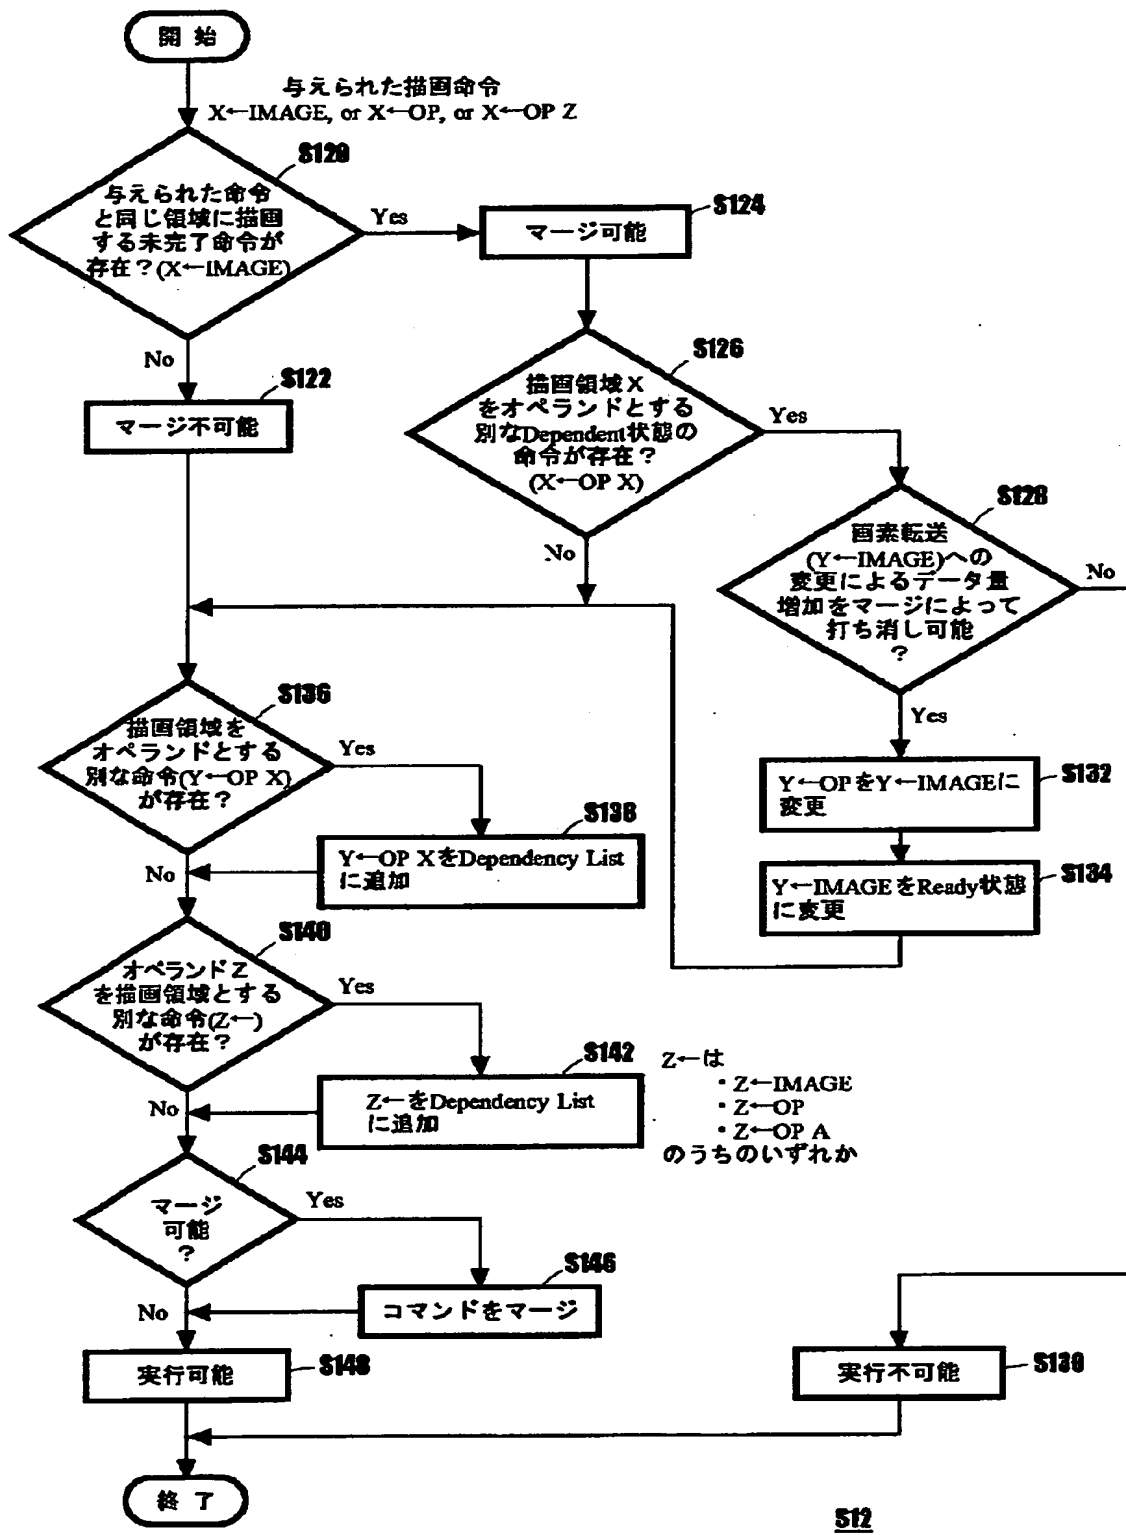 開始
与えられた描画命令
X←IMAGE, or X←OP, or X←OP Z
S120
与えられた命令
と同じ領域に描画
する未完了命令が
存在？(X←IMAGE)
Yes
No
S124
マージ可能
S122
マージ不可能
S126
描画領域X
をオペランドとする
別なDependent状態の
命令が存在？
(X←OP X)
Yes
No
S128
画素転送
(Y←IMAGE)への
変更によるデータ量
増加をマージによって
打ち消し可能
？
No
Yes
S132
Y←OPをY←IMAGEに
変更
S134
Y←IMAGEをReady状態
に変更
S136
描画領域を
オペランドとする
別な命令(Y←OP X)
が存在？
Yes
No
S138
Y←OP XをDependency List
に追加
S140
オペランドZ
を描画領域とする
別な命令(Z←)
が存在？
Yes
No
S142
Z←をDependency List
に追加
Z←は
・Z←IMAGE
・Z←OP
・Z←OP A
のうちのいずれか
S144
マージ
可能
？
Yes
No
S146
コマンドをマージ
S148
実行可能
S130
実行不可能
終了
S12